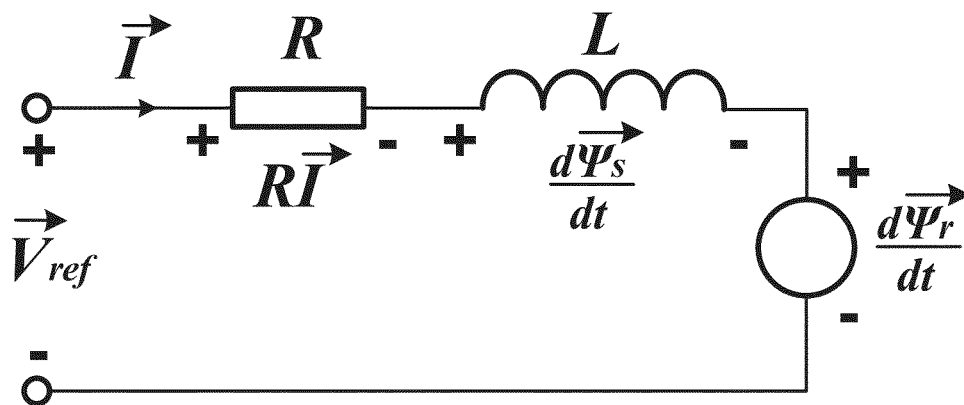 I
R
L
+
+
-
+
-
RI
dΨs
dt
+
Vref
dΨr
dt
-
-